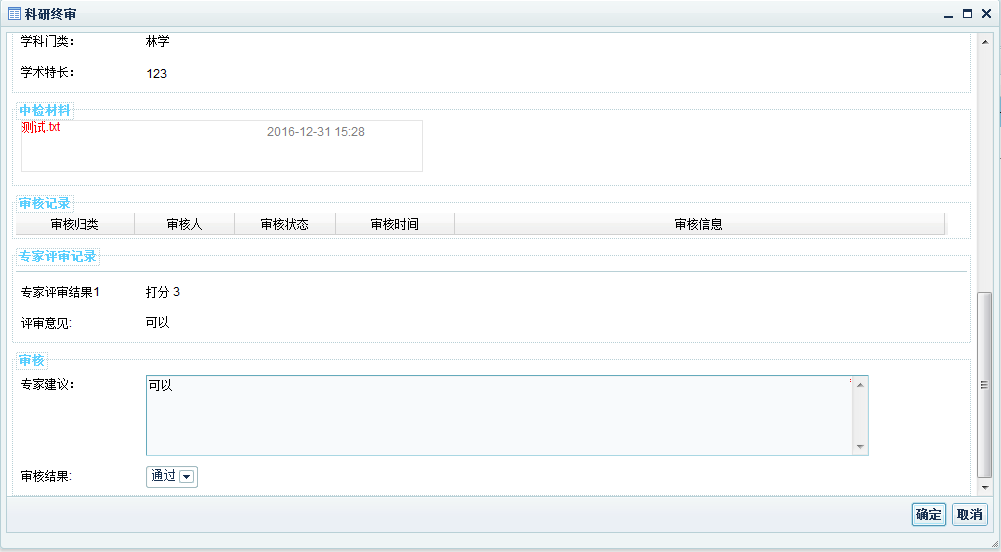 科研终审
学科门类: 林学
学术特长: 123
中检材料
测试.txt 2016-12-31 15:28
审核记录
审核归类 审核人 审核状态 审核时间 审核信息
专家评审记录
专家评审结果1 打分 3
评审意见: 可以
审核
专家建议: 可以
审核结果: 通过
确定 取消